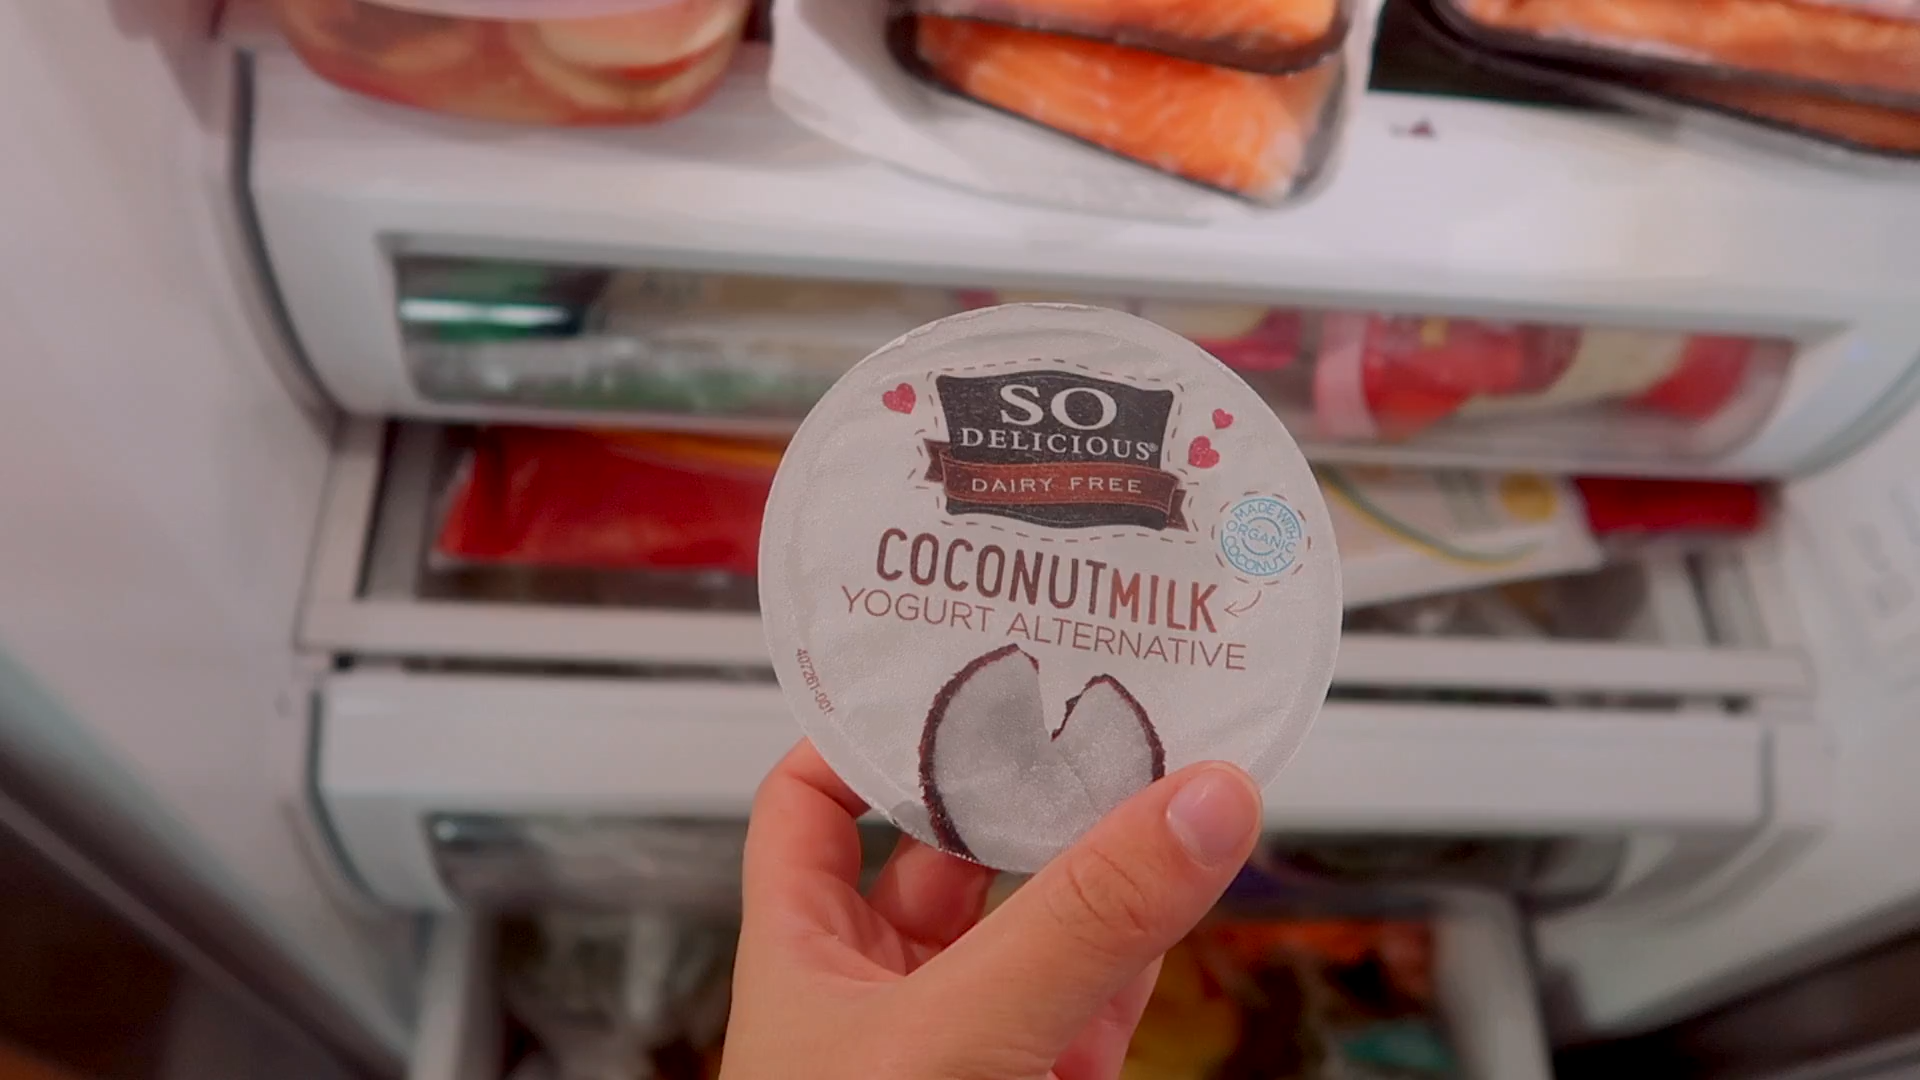 SO
DELICIOUS®
DAIRY FREE
MADE WITH
ORGANIC
COCONUT
COCONUTMILK
YOGURT ALTERNATIVE
407261-001